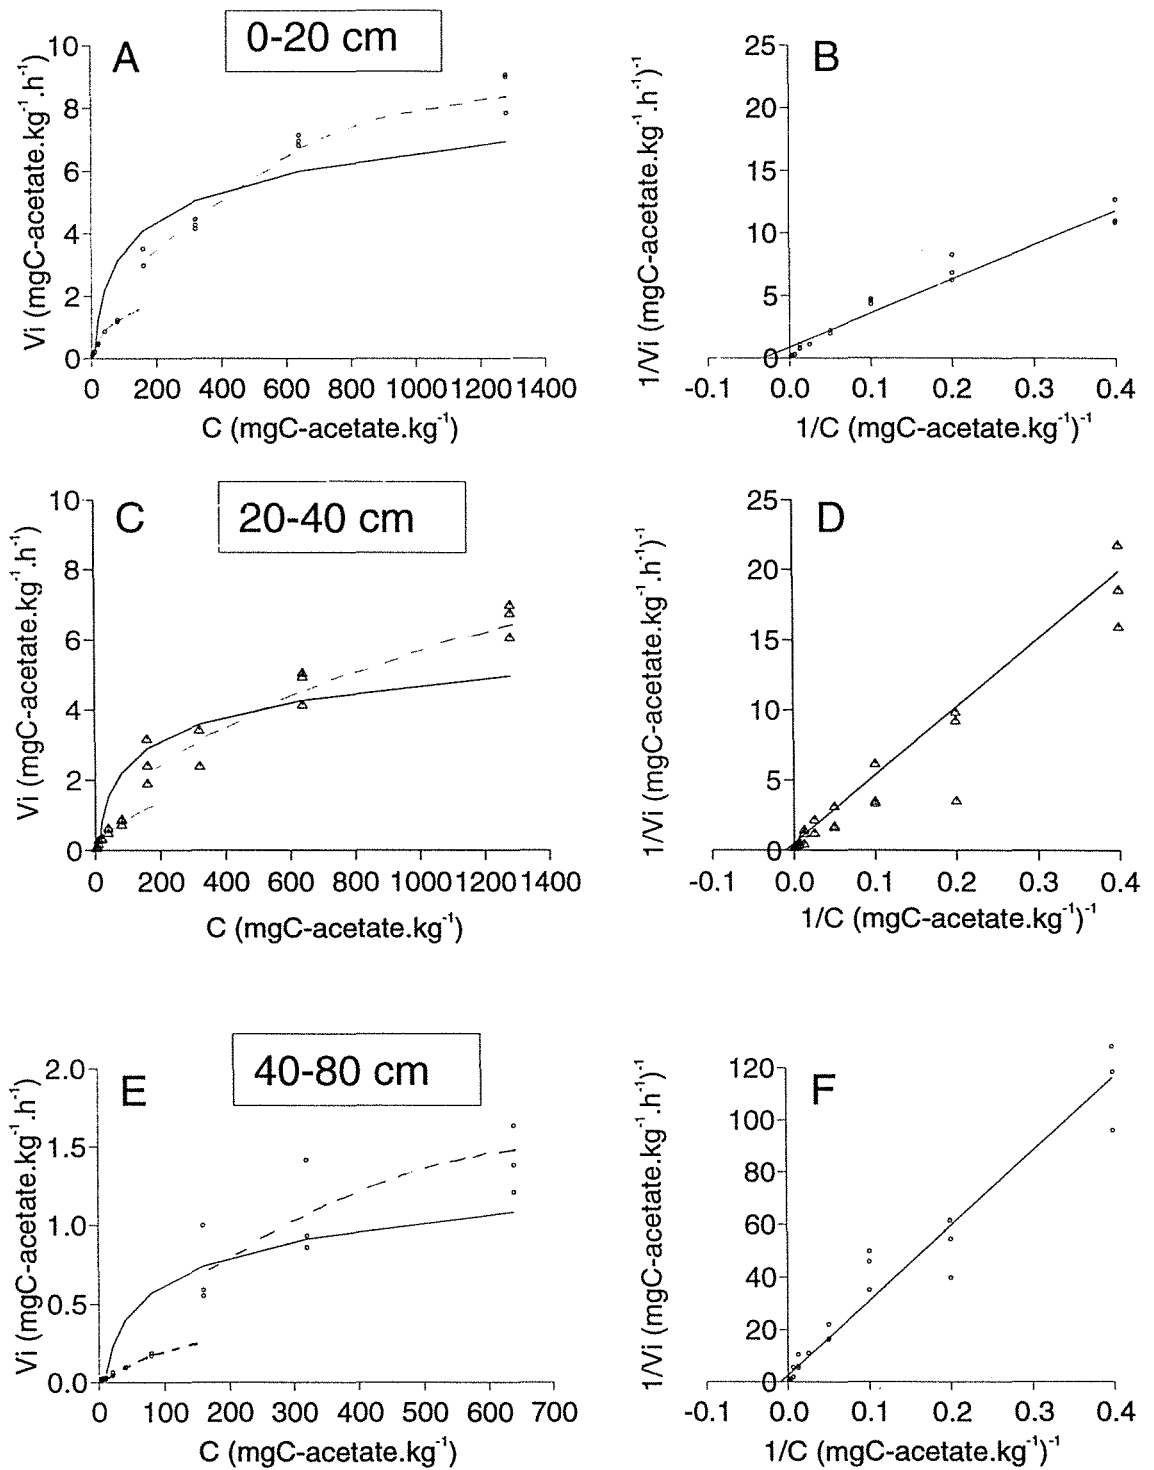 0-20 cm
A
Vi (mgC-acetate.kg⁻¹.h⁻¹)
10
8
6
4
2
0
0 200 400 600 800 1000 1200 1400
C (mgC-acetate.kg⁻¹)
B
1/Vi (mgC-acetate.kg⁻¹.h⁻¹)⁻¹
25
20
15
10
5
0
-0.1 0.0 0.1 0.2 0.3 0.4
1/C (mgC-acetate.kg⁻¹)⁻¹
20-40 cm
C
Vi (mgC-acetate.kg⁻¹.h⁻¹)
10
8
6
4
2
0
0 200 400 600 800 1000 1200 1400
C (mgC-acetate.kg⁻¹)
D
1/Vi (mgC-acetate.kg⁻¹.h⁻¹)⁻¹
25
20
15
10
5
0
-0.1 0.0 0.1 0.2 0.3 0.4
1/C (mgC-acetate.kg⁻¹)⁻¹
40-80 cm
E
Vi (mgC-acetate.kg⁻¹.h⁻¹)
2.0
1.5
1.0
0.5
0.0
0 100 200 300 400 500 600 700
C (mgC-acetate.kg⁻¹)
F
1/Vi (mgC-acetate.kg⁻¹.h⁻¹)⁻¹
120
100
80
60
40
20
0
-0.1 0.0 0.1 0.2 0.3 0.4
1/C (mgC-acetate.kg⁻¹)⁻¹